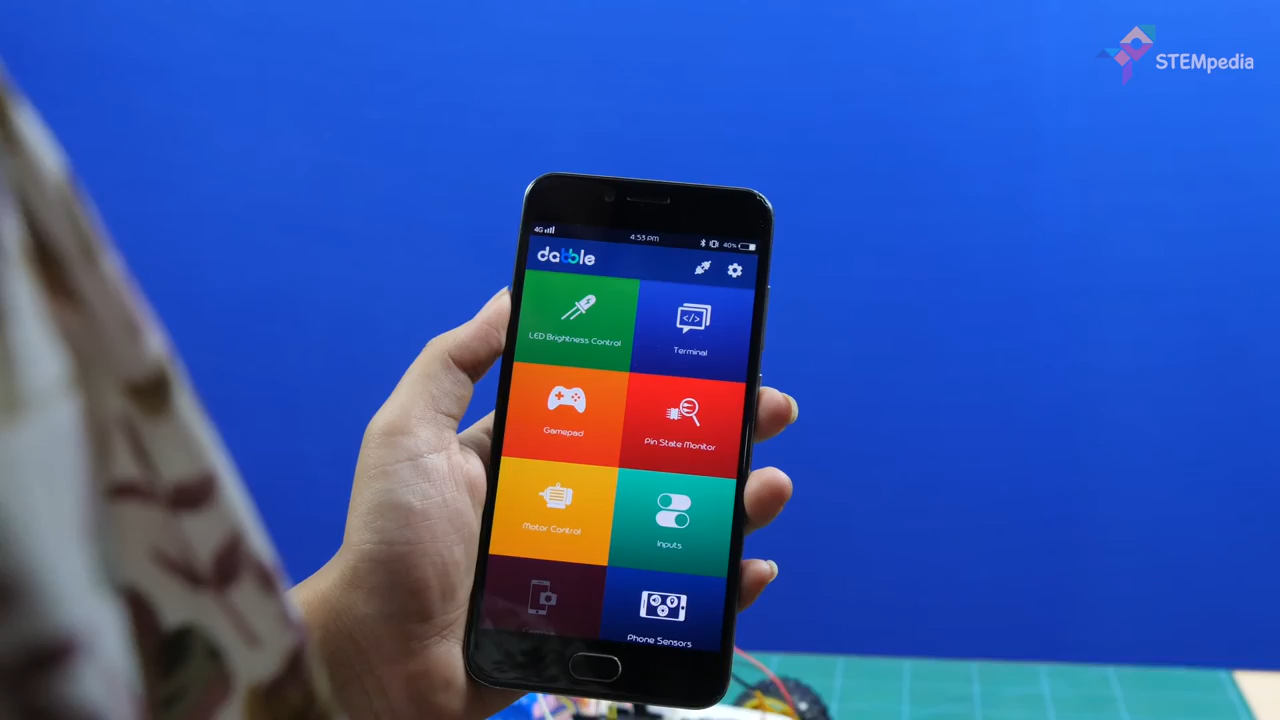 STEMpedia
4G
4:53 PM
40%
dabble
LED Brightness Control
Terminal
Gamepad
Pin State Monitor
Motor Control
Inputs
Phone Sensors